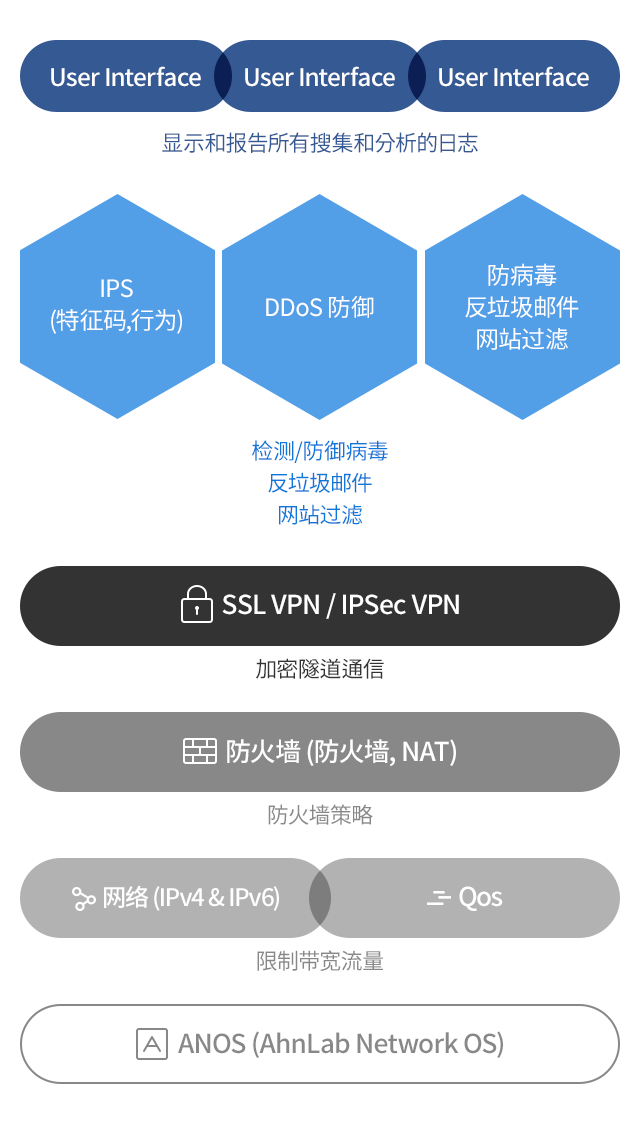 User Interface User Interface User Interface
显示和报告所有搜集和分析的日志
IPS
(特征码,行为)
DDoS 防御
防病毒
反垃圾邮件
网站过滤
检测/防御病毒
反垃圾邮件
网站过滤
SSL VPN / IPSec VPN
加密隧道通信
防火墙 (防火墙, NAT)
防火墙策略
网络 (IPv4 & IPv6) Qos
限制带宽流量
ANOS (AhnLab Network OS)